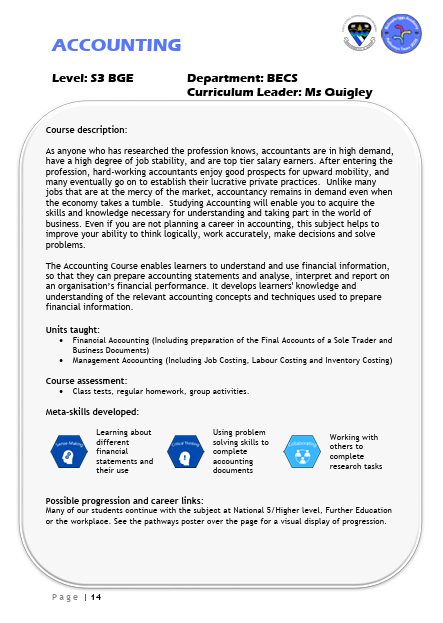 ACCOUNTING
Level: S3 BGE Department: BECS
Curriculum Leader: Ms Quigley
Course description:
As anyone who has researched the profession knows, accountants are in high demand,
have a high degree of job stability, and are top tier salary earners. After entering the
profession, hard-working accountants enjoy good prospects for upward mobility, and
many eventually go on to establish their lucrative private practices. Unlike many
jobs that are at the mercy of the market, accountancy remains in demand even when
the economy takes a tumble. Studying Accounting will enable you to acquire the
skills and knowledge necessary for understanding and taking part in the world of
business. Even if you are not planning a career in accounting, this subject helps to
improve your ability to think logically, work accurately, make decisions and solve
problems.
The Accounting Course enables learners to understand and use financial information,
so that they can prepare accounting statements and analyse, interpret and report on
an organisation's financial performance. It develops learners' knowledge and
understanding of the relevant accounting concepts and techniques used to prepare
financial information.
Units taught:
• Financial Accounting (Including preparation of the Final Accounts of a Sole Trader and
Business Documents)
• Management Accounting (Including Job Costing, Labour Costing and Inventory Costing)
Course assessment:
• Class tests, regular homework, group activities.
Meta-skills developed:
Sense-Making
Learning about
different
financial
statements and
their use
Critical Thinking
Using problem
solving skills to
complete
accounting
documents
Collaborating
Working with
others to
complete
research tasks
Possible progression and career links:
Many of our students continue with the subject at National 5/Higher level, Further Education
or the workplace. See the pathways poster over the page for a visual display of progression.
Page | 14